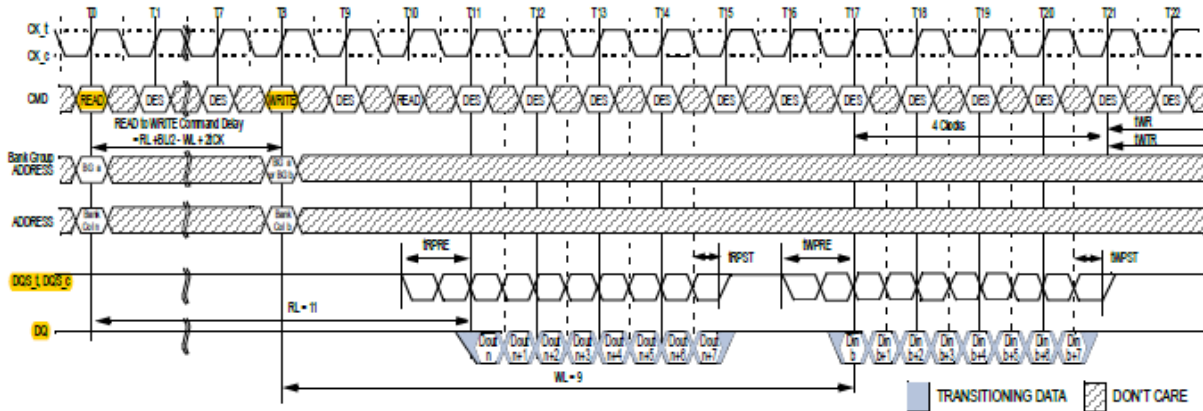 T0 T1 T7 T8 T9 T10 T11 T12 T13 T14 T15 T16 T17 T18 T19 T20 T21 T22
CK_t
CK_c
CMD READ DES DES WRITE DES READ DES DES DES DES DES DES DES DES DES DES DES DES
READ to WRITE Command Delay
= RL + BL/2 - WL + 2tCK
4 Clocks
tWR
tWTR
Bank Group
ADDRESS
BG a
BG a
or BG b
ADDRESS
Bank
Col n
Bank
Col b
tRPRE tRPST tWPRE tWPST
DQS_t, DQS_c
RL = 11
DQ
Dout Dout Dout Dout Dout Dout Dout Dout Din Din Din Din Din Din Din Din
n n+1 n+2 n+3 n+4 n+5 n+6 n+7 b b+1 b+2 b+3 b+4 b+5 b+6 b+7
WL = 9
TRANSITIONING DATA DON'T CARE